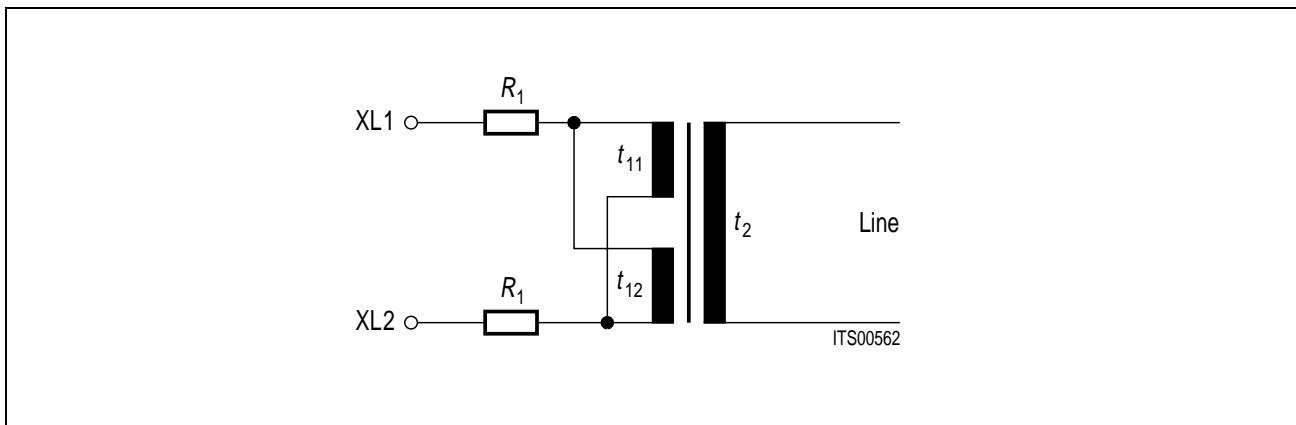 R1
XL1
t11
t2
Line
t12
R1
XL2
ITS00562